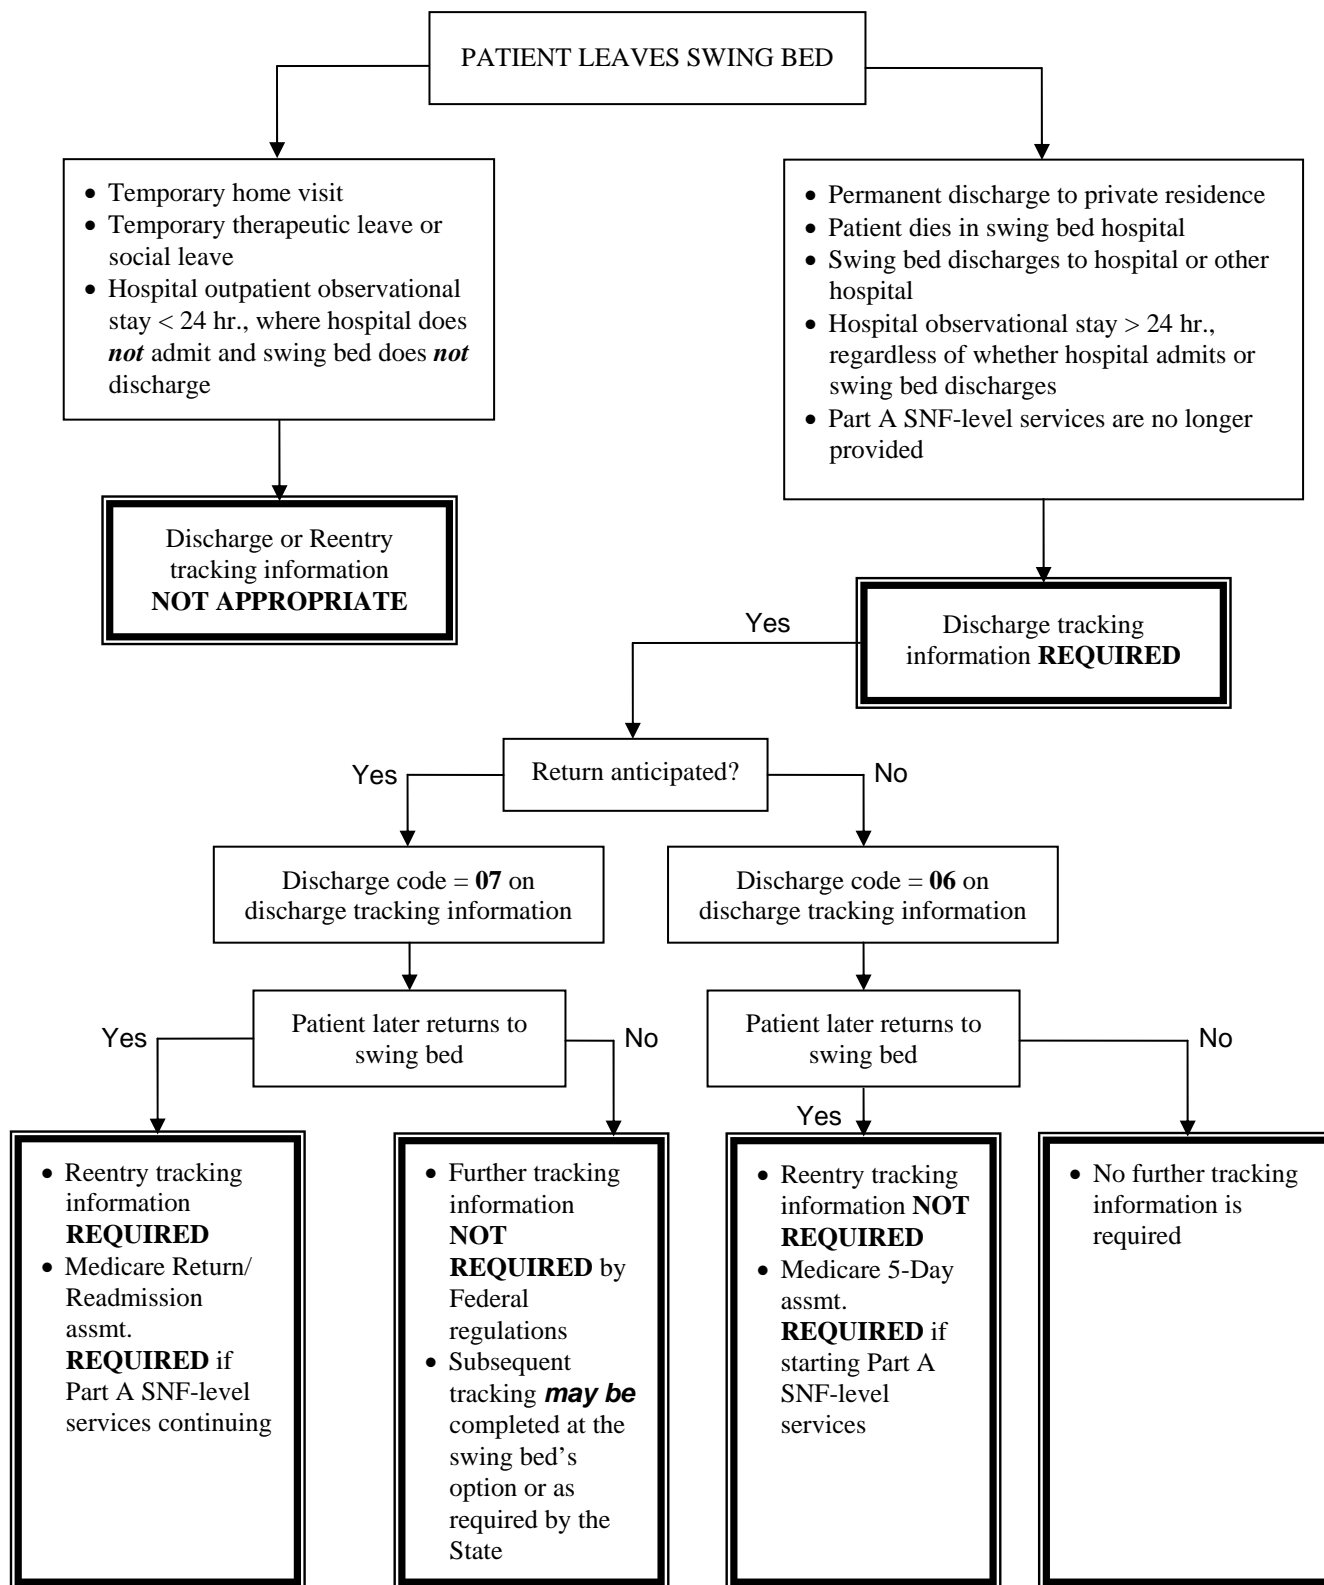 PATIENT LEAVES SWING BED
• Temporary home visit
• Temporary therapeutic leave or
social leave
• Hospital outpatient observational
stay < 24 hr., where hospital does
not admit and swing bed does not
discharge
• Permanent discharge to private residence
• Patient dies in swing bed hospital
• Swing bed discharges to hospital or other
hospital
• Hospital observational stay > 24 hr.,
regardless of whether hospital admits or
swing bed discharges
• Part A SNF-level services are no longer
provided
Discharge or Reentry
tracking information
NOT APPROPRIATE
Yes
Discharge tracking
information REQUIRED
Yes
Return anticipated?
No
Discharge code = 07 on
discharge tracking information
Discharge code = 06 on
discharge tracking information
Yes
Patient later returns to
swing bed
No
Patient later returns to
swing bed
No
Yes
• Reentry tracking
information
REQUIRED
• Medicare Return/
Readmission
assmt.
REQUIRED if
Part A SNF-level
services continuing
• Further tracking
information
NOT
REQUIRED by
Federal
regulations
• Subsequent
tracking may be
completed at the
swing bed’s
option or as
required by the
State
• Reentry tracking
information NOT
REQUIRED
• Medicare 5-Day
assmt.
REQUIRED if
starting Part A
SNF-level
services
• No further tracking
information is
required